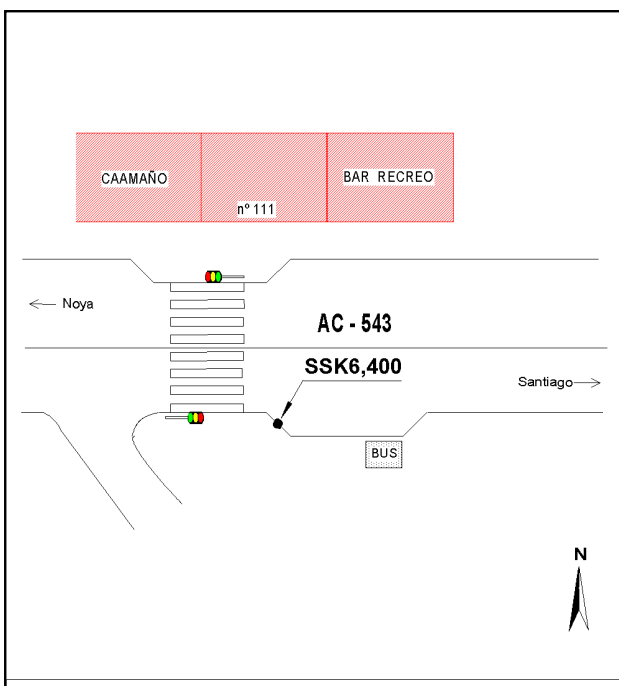 CAAMAÑO
nº 111
BAR RECREO
Noya
AC - 543
SSK6,400
Santiago
BUS
N